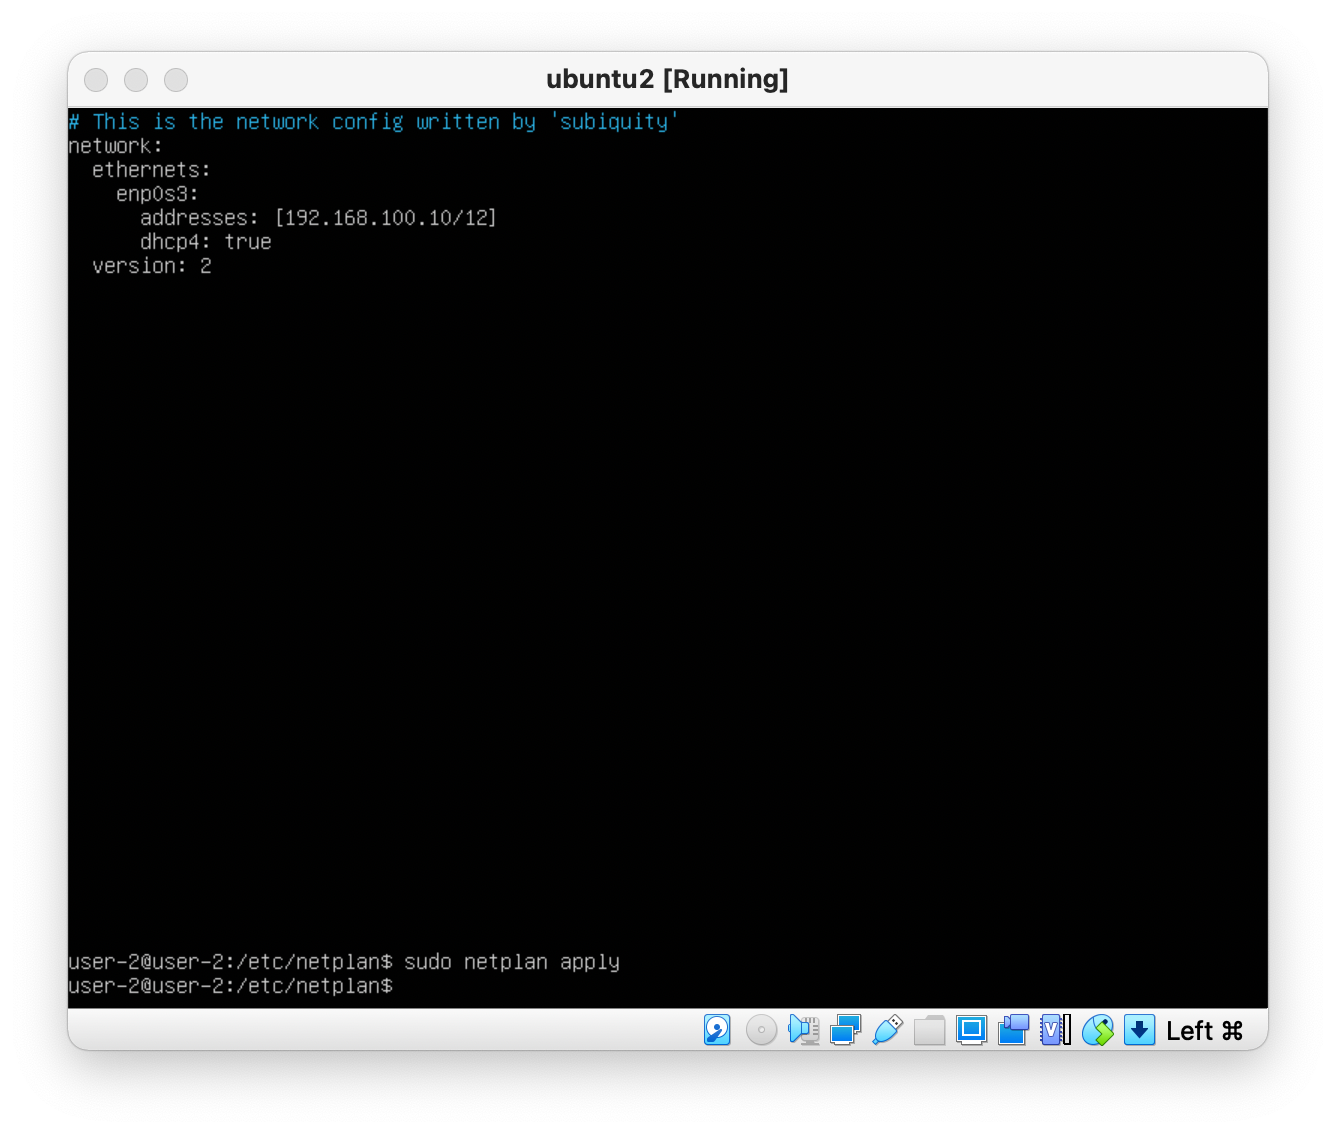 ubuntu2 [Running]
# This is the network config written by 'subiquity'
network:
  ethernets:
    enp0s3:
      addresses: [192.168.100.10/12]
      dhcp4: true
  version: 2
user-2@user-2:/etc/netplan$ sudo netplan apply
user-2@user-2:/etc/netplan$
V
Left ⌘